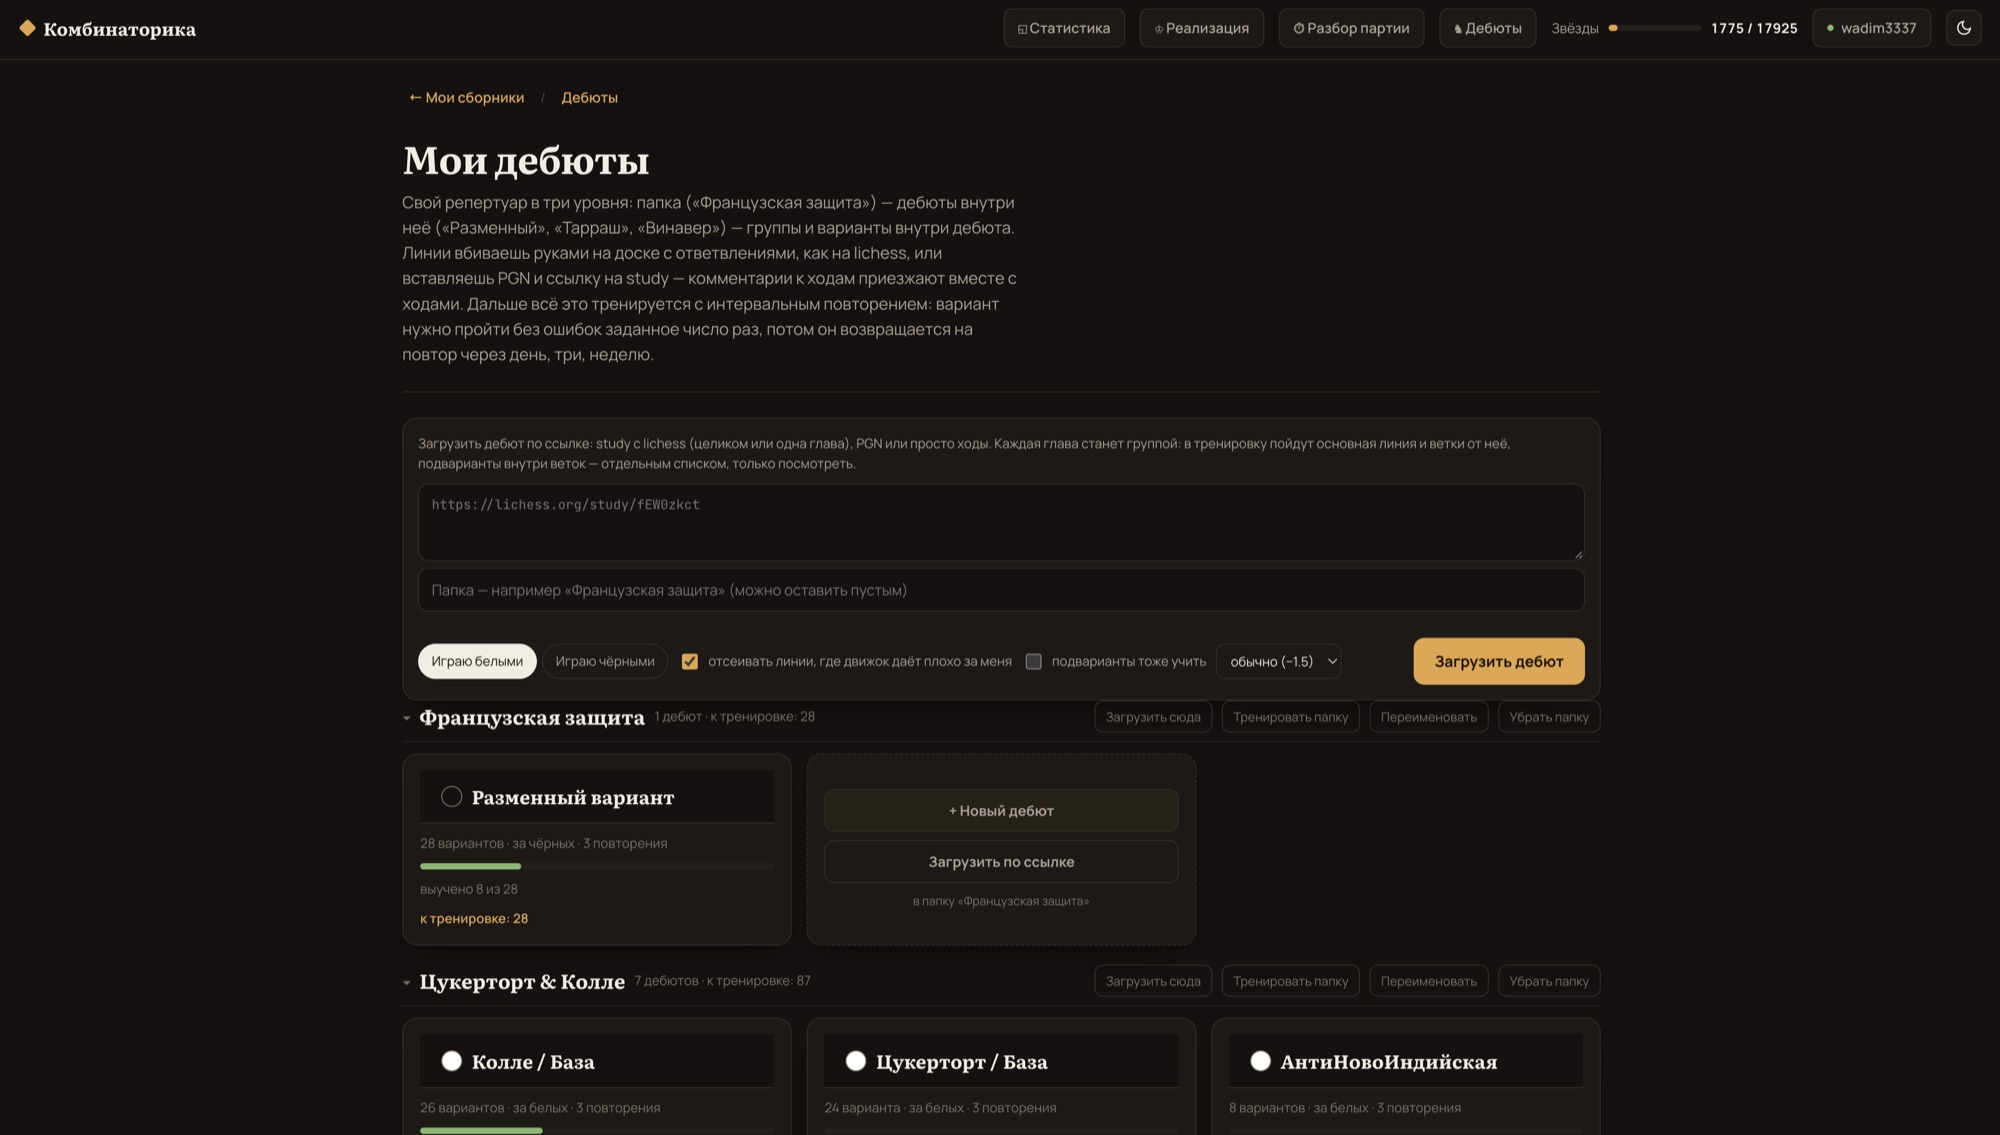 Комбинаторика
Статистика
Реализация
Разбор партии
Дебюты
Звёзды
1775 / 17925
wadim3337
← Мои сборники / Дебюты
Мои дебюты
Свой репертуар в три уровня: папка («Французская защита») — дебюты внутри
неё («Разменный», «Тарраш», «Винавер») — группы и варианты внутри дебюта.
Линии вбиваешь руками на доске с ответвлениями, как на lichess, или
вставляешь PGN и ссылку на study — комментарии к ходам приезжают вместе с
ходами. Дальше всё это тренируется с интервальным повторением: вариант
нужно пройти без ошибок заданное число раз, потом он возвращается на
повтор через день, три, неделю.
Загрузить дебют по ссылке: study с lichess (целиком или одна глава), PGN или просто ходы. Каждая глава станет группой: в тренировку пойдут основная линия и ветки от неё,
подварианты внутри веток — отдельным списком, только посмотреть.
https://lichess.org/study/fEW0zkct
Папка — например «Французская защита» (можно оставить пустым)
Играю белыми
Играю чёрными
отсеивать линии, где движок даёт плохо за меня
подварианты тоже учить
обычно (−1.5)
Загрузить дебют
Французская защита
1 дебют · к тренировке: 28
Загрузить сюда
Тренировать папку
Переименовать
Убрать папку
Разменный вариант
28 вариантов · за чёрных · 3 повторения
выучено 8 из 28
к тренировке: 28
+ Новый дебют
Загрузить по ссылке
в папку «Французская защита»
Цукерторт & Колле
7 дебютов · к тренировке: 87
Загрузить сюда
Тренировать папку
Переименовать
Убрать папку
Колле / База
26 вариантов · за белых · 3 повторения
Цукерторт / База
24 варианта · за белых · 3 повторения
АнтиНовоИндийская
8 вариантов · за белых · 3 повторения